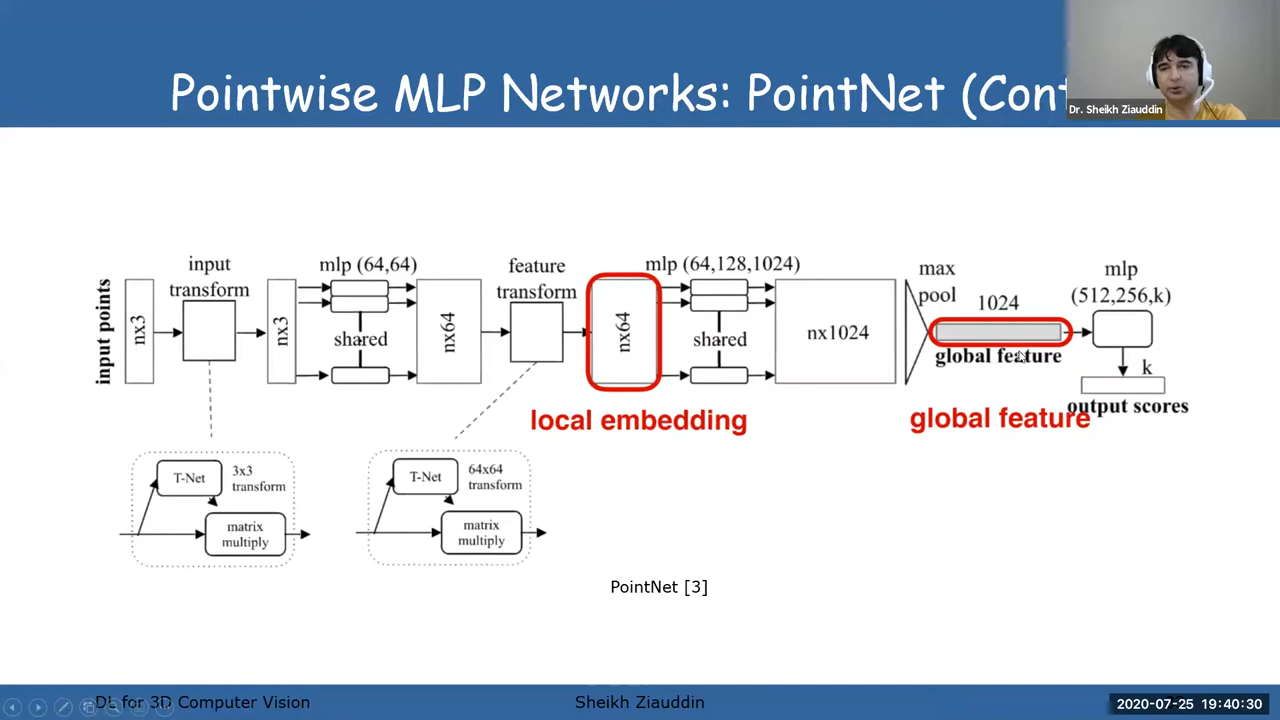 Pointwise MLP Networks: PointNet (Cont
Dr. Sheikh Ziauddin
input
transform
mlp (64,64)
feature
transform
mlp (64,128,1024)
max
pool
1024
mlp
(512,256,k)
input points
nx3
nx3
shared
nx64
nx64
shared
nx1024
global feature
k
output scores
local embedding
global feature
T-Net
3x3
transform
matrix
multiply
T-Net
64x64
transform
matrix
multiply
PointNet [3]
DL for 3D Computer Vision
Sheikh Ziauddin
2020-07-25 19:40:30